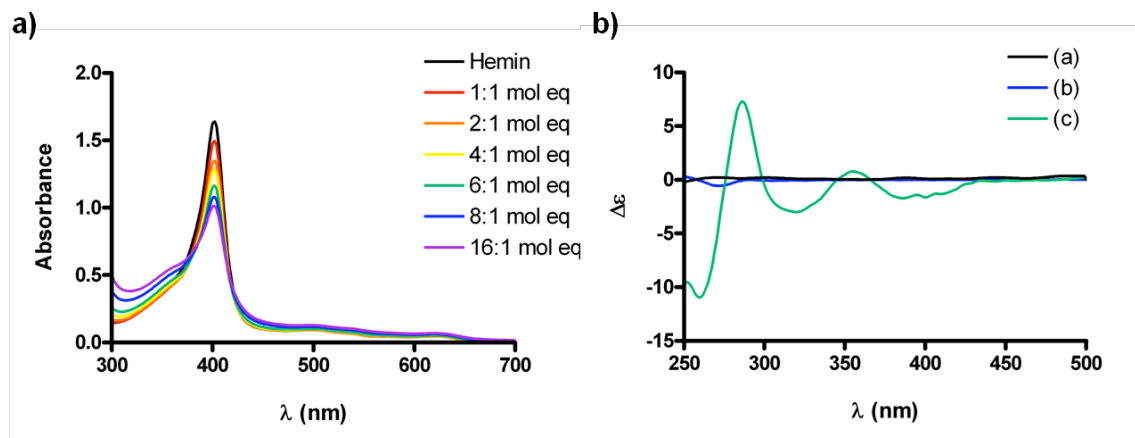 a)
Hemin
1:1 mol eq
2:1 mol eq
4:1 mol eq
6:1 mol eq
8:1 mol eq
16:1 mol eq
2.0
1.5
1.0
0.5
0.0
Absorbance
300
400
500
600
700
λ (nm)
b)
(a)
(b)
(c)
10
5
0
-5
-10
-15
Δε
250
300
350
400
450
500
λ (nm)